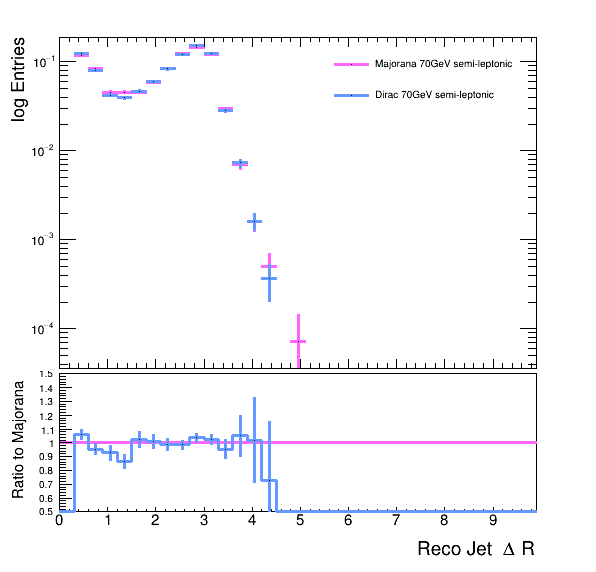 log Entries
10⁻¹
10⁻²
10⁻³
10⁻⁴
Majorana 70GeV semi-leptonic
Dirac 70GeV semi-leptonic
Ratio to Majorana
1.5
1.4
1.3
1.2
1.1
1
0.9
0.8
0.7
0.6
0.5
0 1 2 3 4 5 6 7 8 9
Reco Jet Δ R